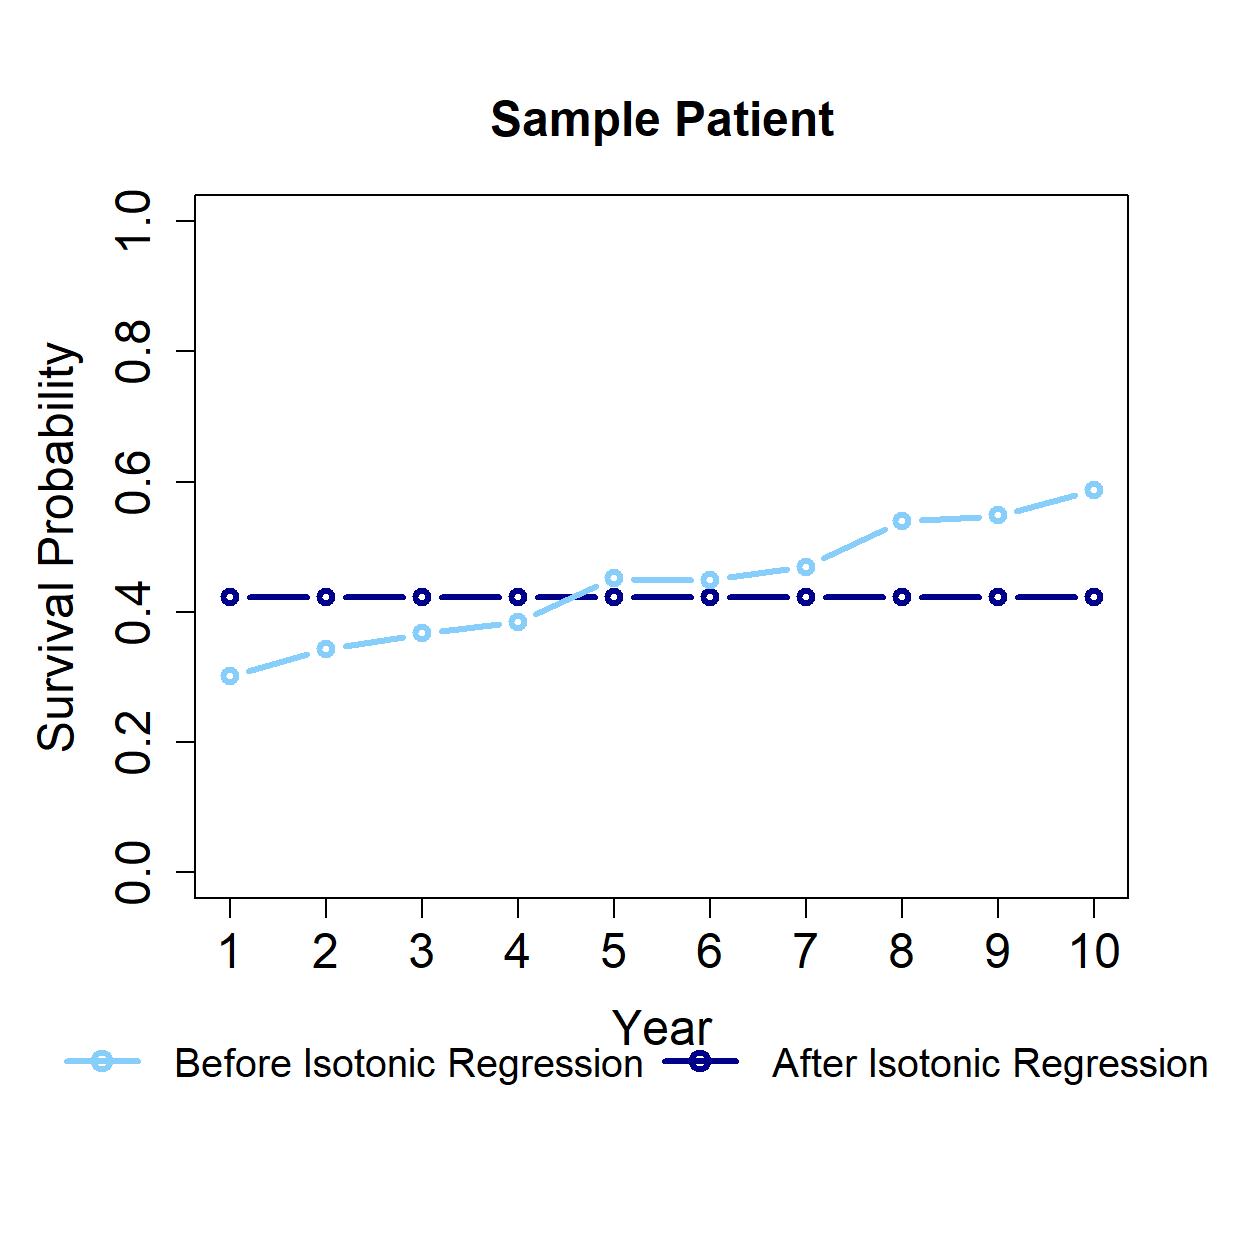 Sample Patient
Survival Probability
1.0
0.8
0.6
0.4
0.2
0.0
1 2 3 4 5 6 7 8 9 10
Year
Before Isotonic Regression After Isotonic Regression